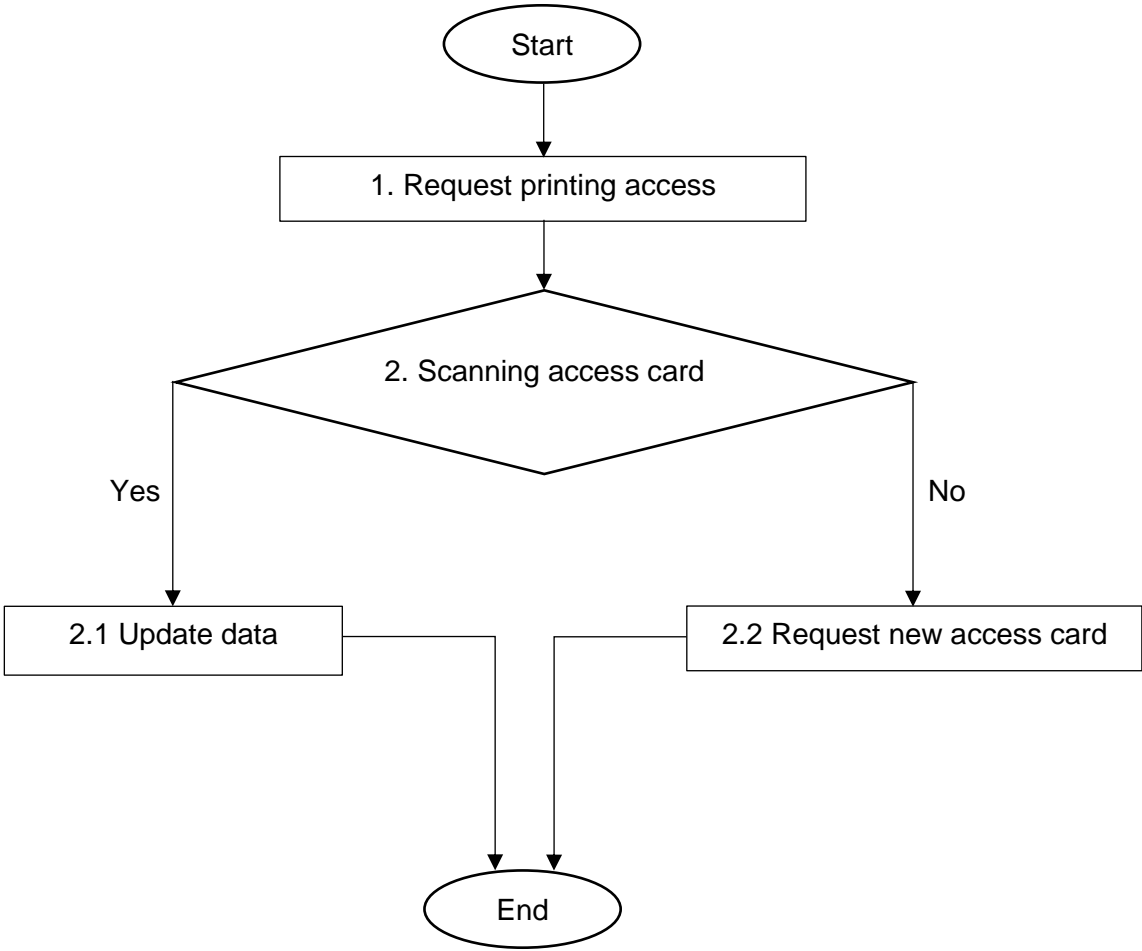 Start
1. Request printing access
2. Scanning access card
Yes
No
2.1 Update data
2.2 Request new access card
End